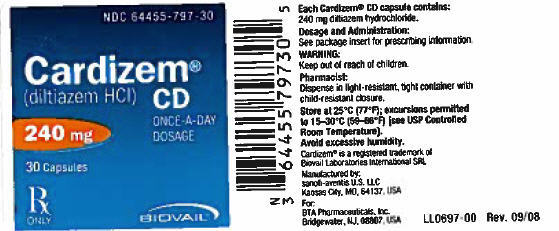 NDC 64455-797-30
Cardizem®
(diltiazem HCl) CD
ONCE-A-DAY
DOSAGE
240 mg
30 Capsules
Rx
ONLY
BIOVAIL
Each Cardizem® CD capsule contains:
240 mg diltiazem hydrochloride.
Dosage and Administration:
See package insert for prescribing information.
WARNING:
Keep out of reach of children.
Pharmacist:
Dispense in light-resistant, tight container with
child-resistant closure.
Store at 25°C (77°F); excursions permitted
to 15–30°C (59–86°F) [see USP Controlled
Room Temperature].
Avoid excessive humidity.
Cardizem® is a registered trademark of
Biovail Laboratories International SRL
Manufactured by:
sanofi-aventis U.S. LLC
Kansas City, MO, 64137, USA
For:
BTA Pharmaceuticals, Inc.
Bridgewater, NJ, 08807, USA
LL0697-00 Rev. 09/08
N 3 64455 79730 5